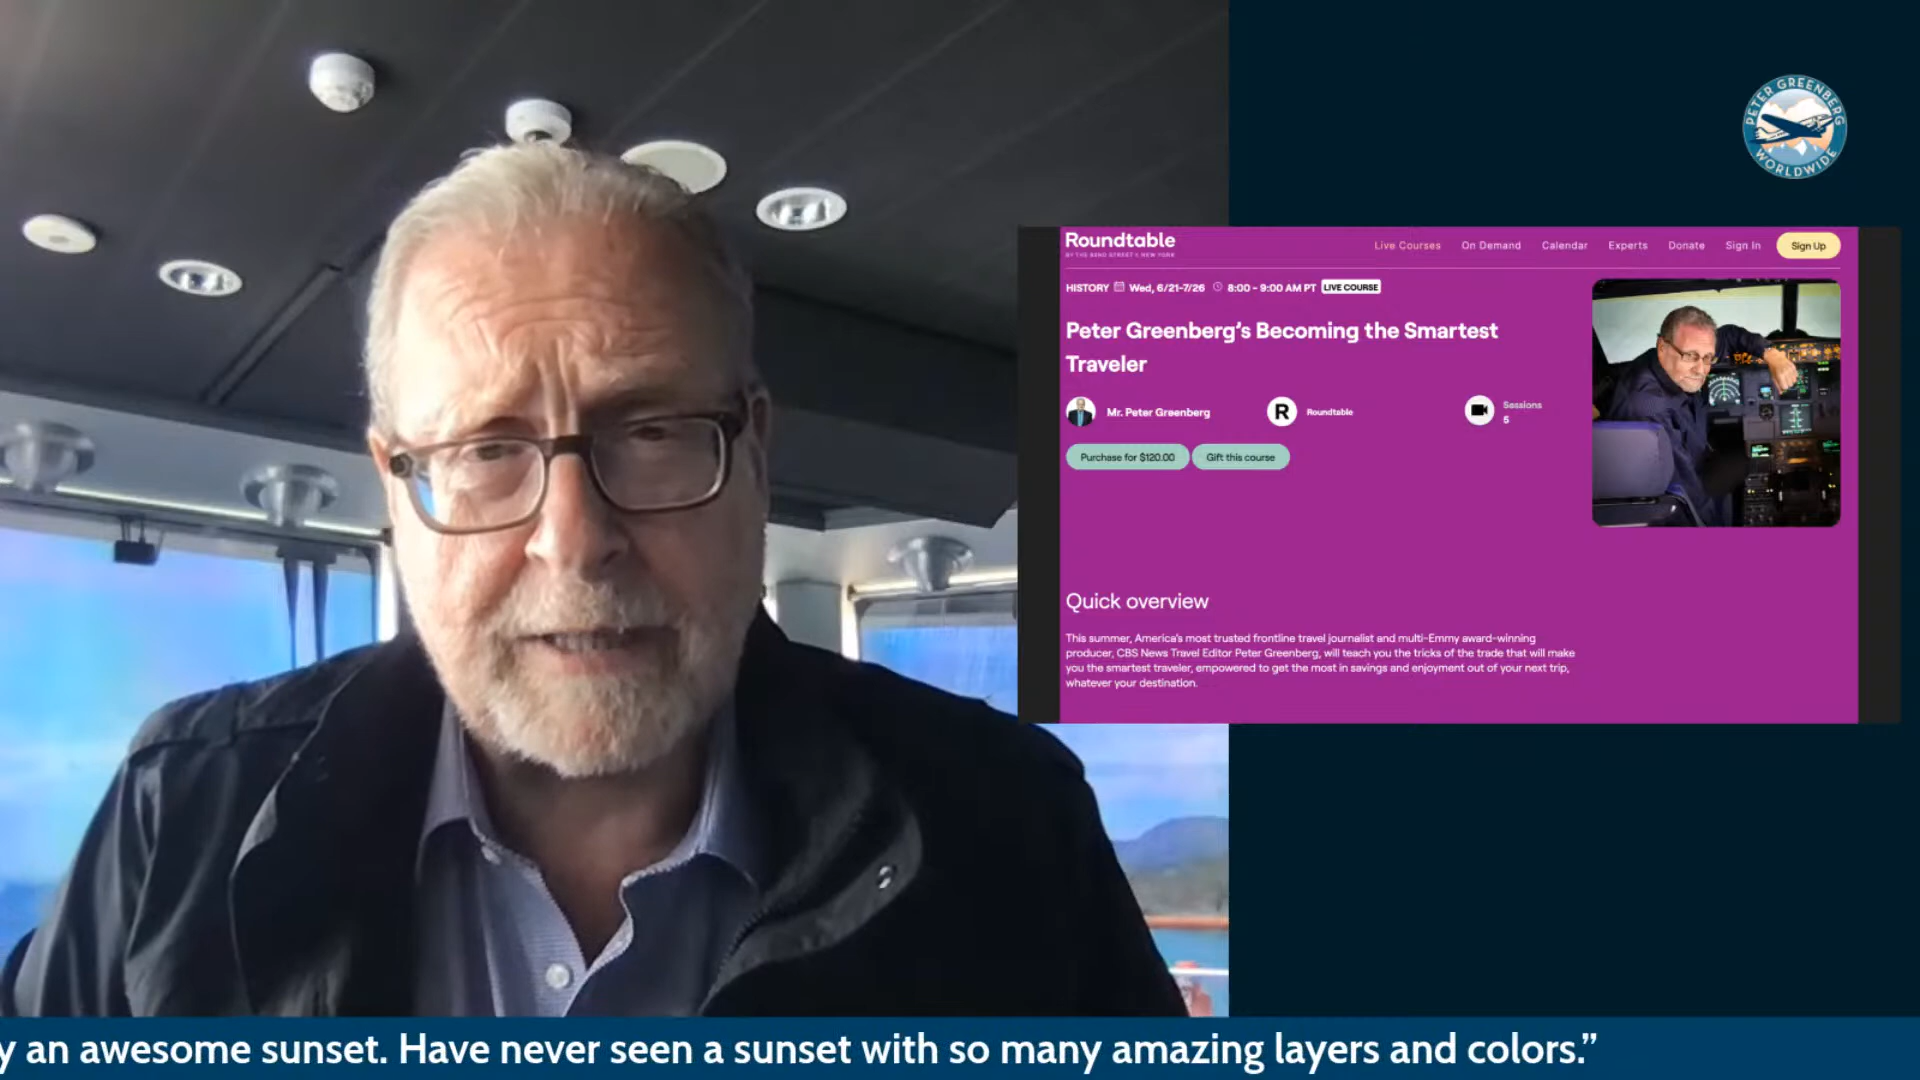 PETER GREENBERG
WORLDWIDE
Roundtable
BY THE 92ND STREET Y, NEW YORK
Live Courses On Demand Calendar Experts Donate Sign In Sign Up
HISTORY Wed, 6/21-7/26 8:00 - 9:00 AM PT LIVE COURSE
Peter Greenberg’s Becoming the Smartest
Traveler
Mr. Peter Greenberg R Roundtable Sessions
5
Purchase for $120.00 Gift this course
Quick overview
This summer, America's most trusted frontline travel journalist and multi-Emmy award-winning
producer, CBS News Travel Editor Peter Greenberg, will teach you the tricks of the trade that will make
you the smartest traveler, empowered to get the most in savings and enjoyment out of your next trip,
whatever your destination.
y an awesome sunset. Have never seen a sunset with so many amazing layers and colors.”